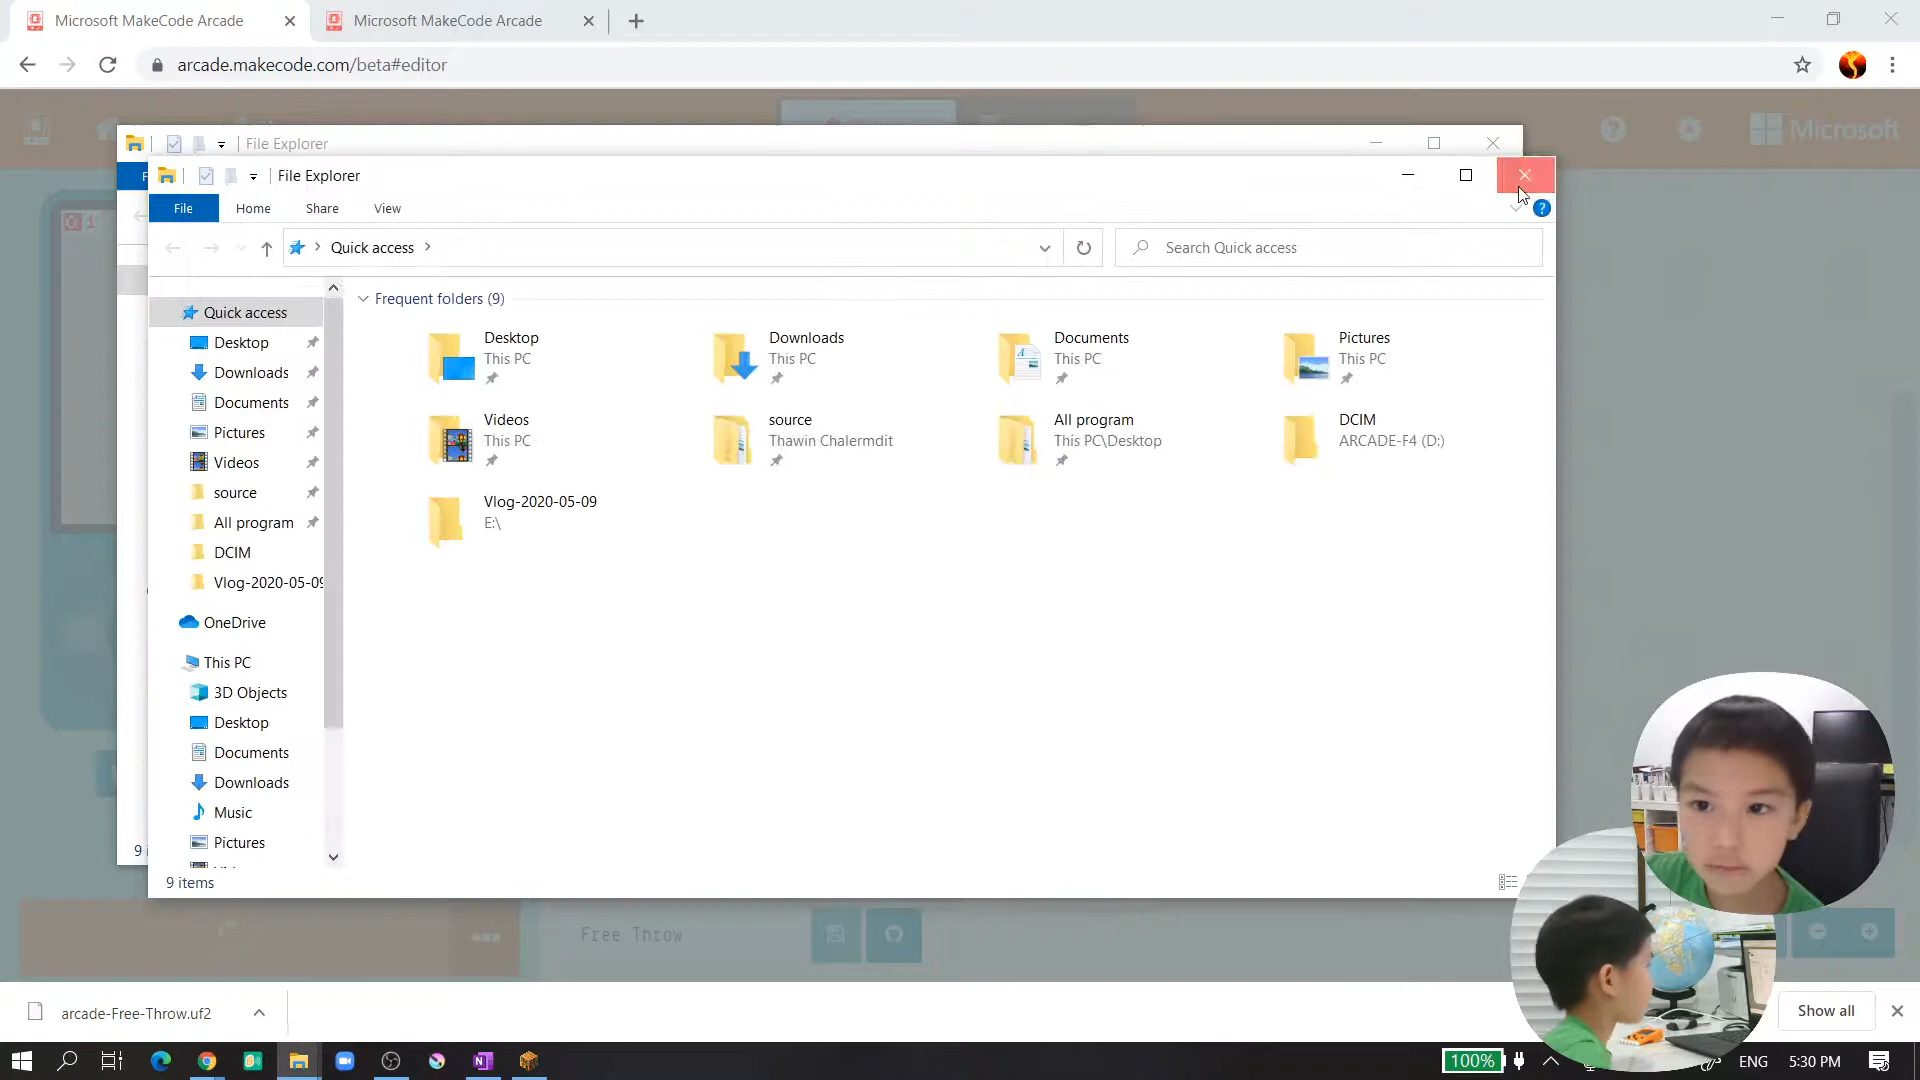 Microsoft MakeCode Arcade
Microsoft MakeCode Arcade
arcade.makecode.com/beta#editor
Microsoft
File Explorer
File Explorer
File
Home
Share
View
Quick access
Search Quick access
Frequent folders (9)
Quick access
Desktop
Downloads
Documents
Pictures
Videos
source
All program
DCIM
Vlog-2020-05-09
OneDrive
This PC
3D Objects
Desktop
Documents
Downloads
Music
Pictures
Desktop
This PC
Downloads
This PC
Documents
This PC
Pictures
This PC
Videos
This PC
source
Thawin Chalermdit
All program
This PC\Desktop
DCIM
ARCADE-F4 (D:)
Vlog-2020-05-09
E:\
9 items
Free Throw
arcade-Free-Throw.uf2
Show all
100%
ENG
5:30 PM